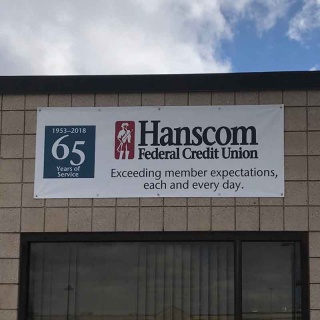 1953-2018
65
Years of
Service
Hanscom
Federal Credit Union
Exceeding member expectations,
each and every day.